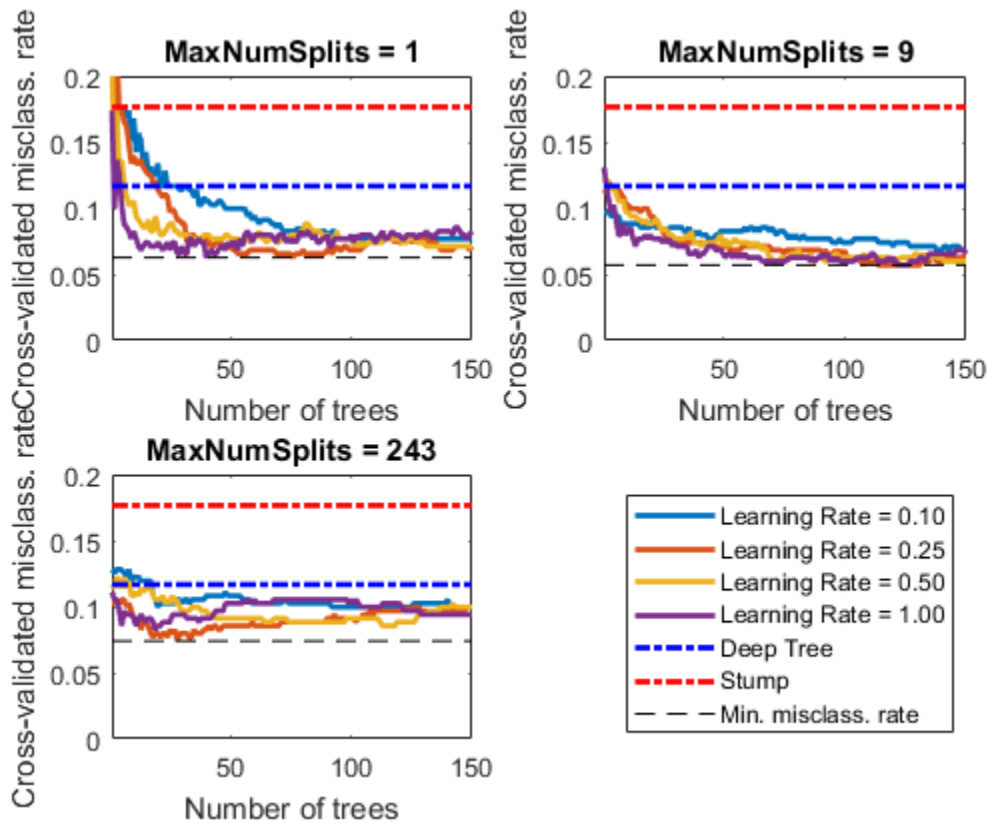 MaxNumSplits = 1
Cross-validated misclass. rate
0.2
0.15
0.1
0.05
0
50 100 150
Number of trees
MaxNumSplits = 9
Cross-validated misclass. rate
0.2
0.15
0.1
0.05
0
50 100 150
Number of trees
MaxNumSplits = 243
Cross-validated misclass. rate
0.2
0.15
0.1
0.05
0
50 100 150
Number of trees
Learning Rate = 0.10
Learning Rate = 0.25
Learning Rate = 0.50
Learning Rate = 1.00
Deep Tree
Stump
Min. misclass. rate